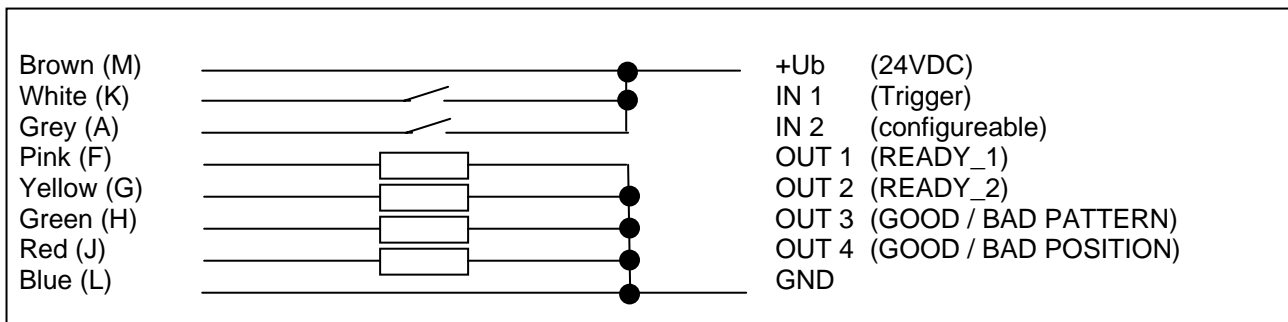 Brown (M) +Ub (24VDC)
White (K) IN 1 (Trigger)
Grey (A) IN 2 (configureable)
Pink (F) OUT 1 (READY_1)
Yellow (G) OUT 2 (READY_2)
Green (H) OUT 3 (GOOD / BAD PATTERN)
Red (J) OUT 4 (GOOD / BAD POSITION)
Blue (L) GND